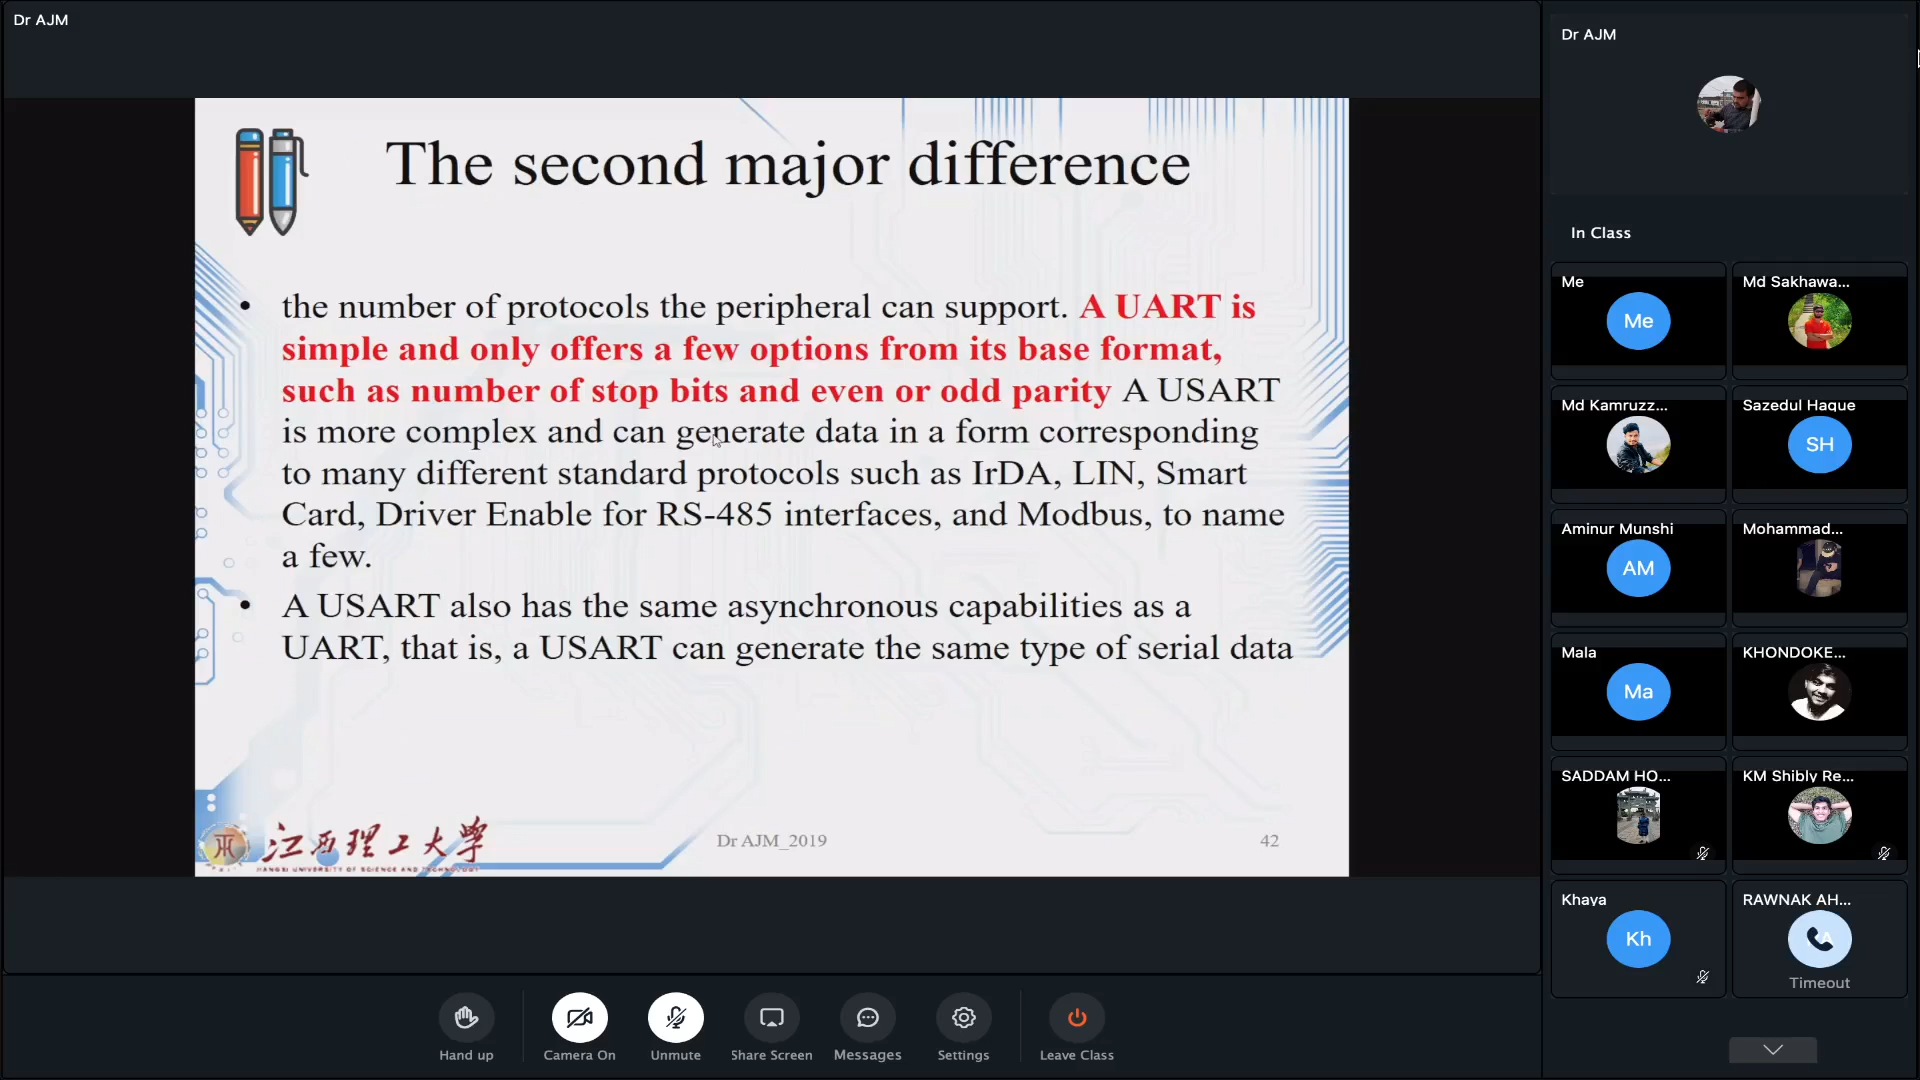 Dr AJM
The second major difference
• the number of protocols the peripheral can support. A UART is
simple and only offers a few options from its base format,
such as number of stop bits and even or odd parity A USART
is more complex and can generate data in a form corresponding
to many different standard protocols such as IrDA, LIN, Smart
Card, Driver Enable for RS-485 interfaces, and Modbus, to name
a few.
• A USART also has the same asynchronous capabilities as a
UART, that is, a USART can generate the same type of serial data
江西理工大学
JIANGXI UNIVERSITY OF SCIENCE AND TECHNOLOGY
Dr AJM_2019
42
Dr AJM
In Class
Me
Me
Md Sakhawa...
Md Kamruzz...
Sazedul Haque
SH
Aminur Munshi
AM
Mohammad...
Mala
Ma
KHONDOKE...
SADDAM HO...
KM Shibly Re...
Khaya
Kh
RAWNAK AH...
Timeout
Hand up
Camera On
Unmute
Share Screen
Messages
Settings
Leave Class